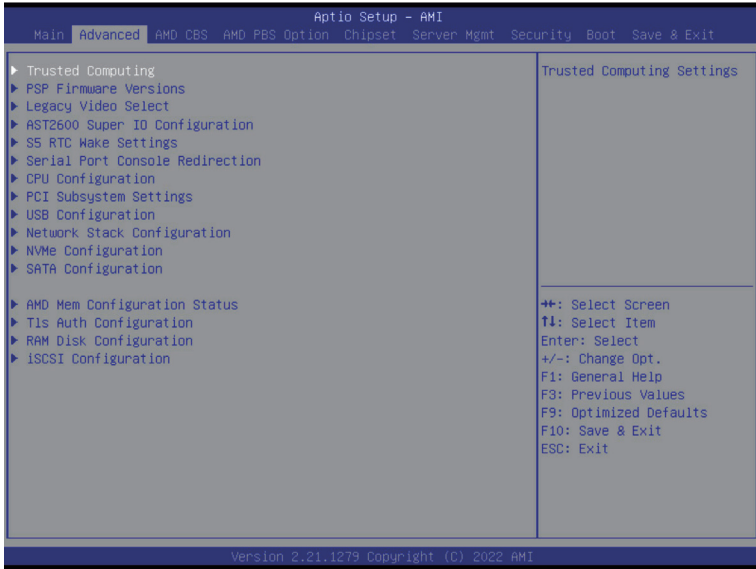 Aptio Setup - AMI
Main Advanced AMD CBS AMD PBS Option Chipset Server Mgmt Security Boot Save & Exit
Trusted Computing
PSP Firmware Versions
Legacy Video Select
AST2600 Super IO Configuration
S5 RTC Wake Settings
Serial Port Console Redirection
CPU Configuration
PCI Subsystem Settings
USB Configuration
Network Stack Configuration
NVMe Configuration
SATA Configuration
AMD Mem Configuration Status
Tls Auth Configuration
RAM Disk Configuration
iSCSI Configuration
Trusted Computing Settings
→←: Select Screen
↑↓: Select Item
Enter: Select
+/-: Change Opt.
F1: General Help
F3: Previous Values
F9: Optimized Defaults
F10: Save & Exit
ESC: Exit
Version 2.21.1279 Copyright (C) 2022 AMI